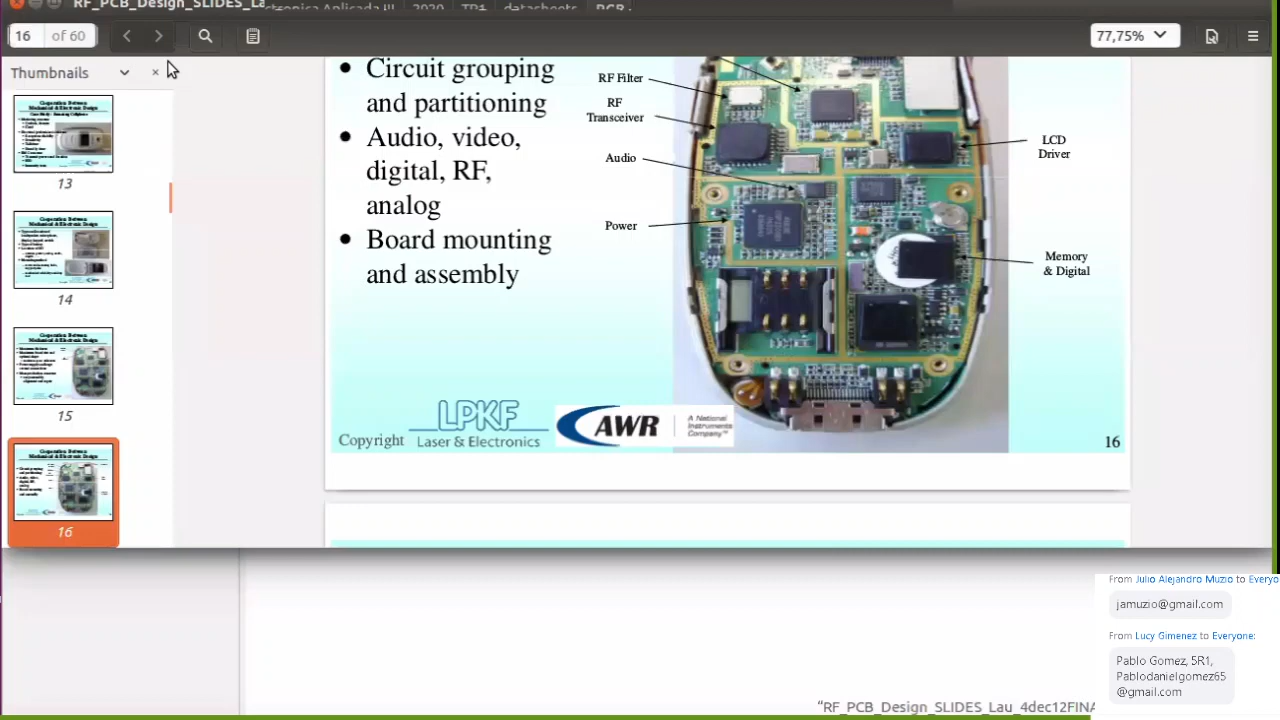 RF_PCB_Design_SLIDES_La
ctronica Aplicada III
2020
TP4
datasheets
PCB
16 of 60
77,75%
Thumbnails
13
14
15
16
• Circuit grouping
and partitioning
• Audio, video,
digital, RF,
analog
• Board mounting
and assembly
RF Filter
RF
Transceiver
Audio
Power
LCD
Driver
Memory
& Digital
Copyright
LPKF
Laser & Electronics
AWR
A National
Instruments
Company™
16
From Julio Alejandro Muzio to Everyo
jamuzio@gmail.com
From Lucy Gimenez to Everyone:
Pablo Gomez, 5R1,
Pablodanielgomez65
@gmail.com
“RF_PCB_Design_SLIDES_Lau_4dec12FINA